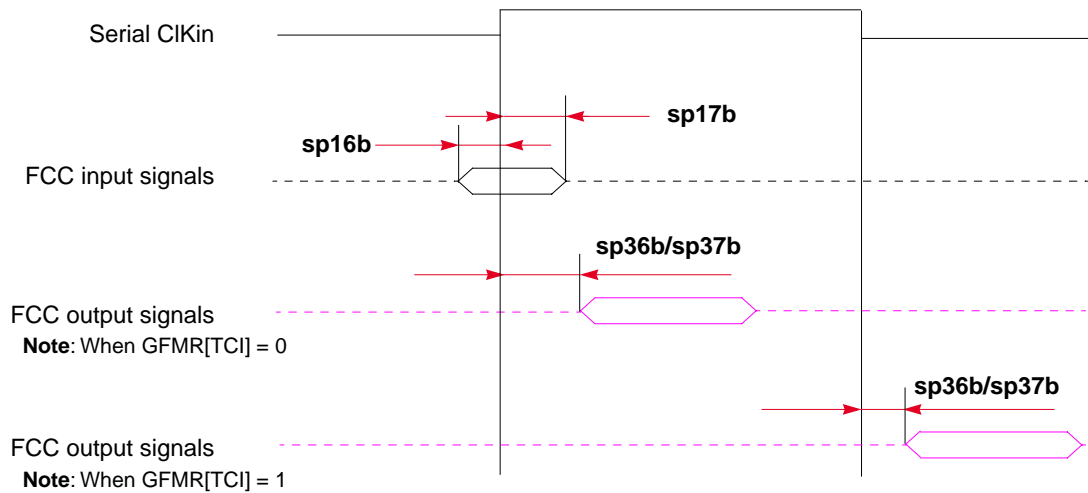 Serial ClKin
sp17b
sp16b
FCC input signals
sp36b/sp37b
FCC output signals
Note: When GFMR[TCI] = 0
sp36b/sp37b
FCC output signals
Note: When GFMR[TCI] = 1